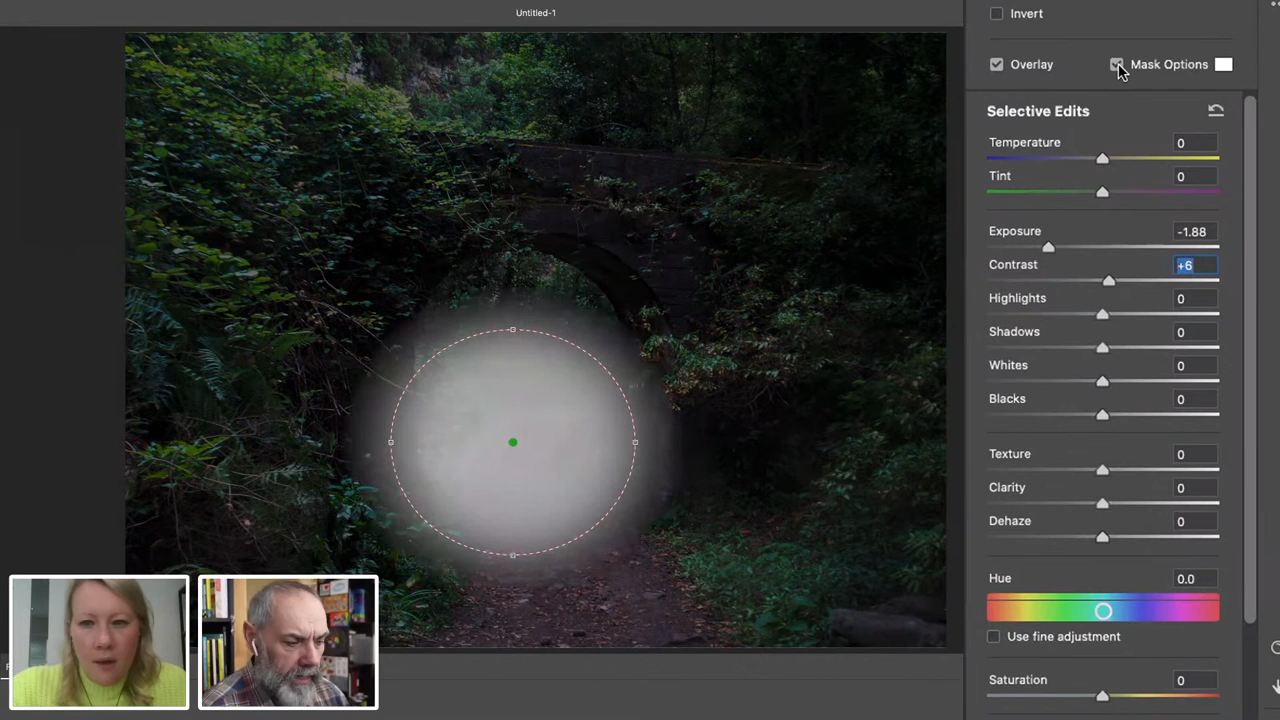 Untitled-1
Invert
Overlay
Mask Options
Selective Edits
Temperature 0
Tint 0
Exposure -1.88
Contrast +6
Highlights 0
Shadows 0
Whites 0
Blacks 0
Texture 0
Clarity 0
Dehaze 0
Hue 0.0
Use fine adjustment
Saturation 0